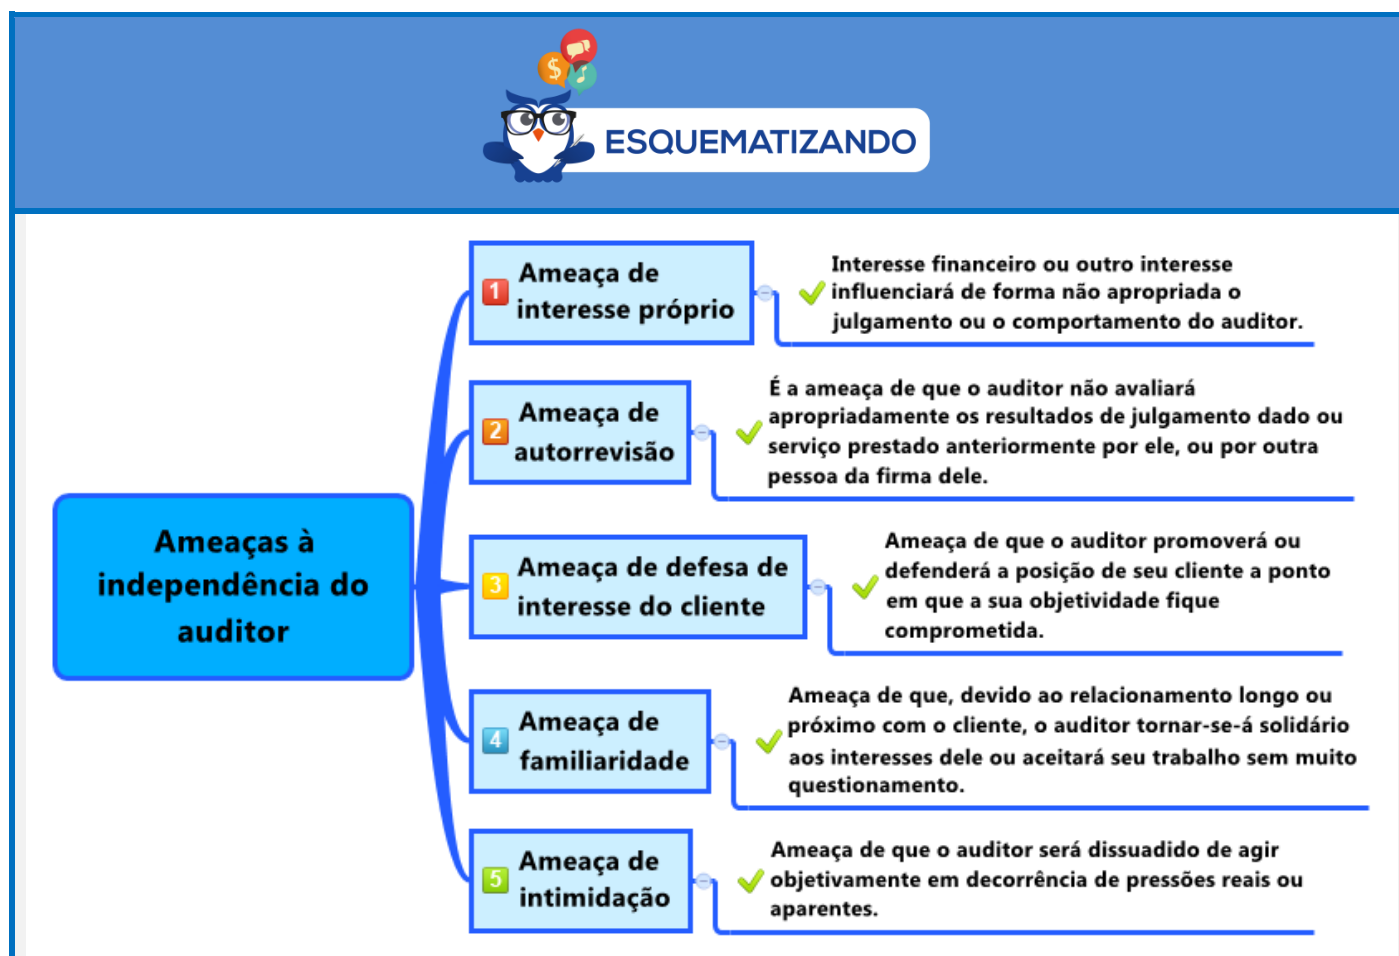 $
ESQUEMATIZANDO
Ameaças à
independência do
auditor
1
Ameaça de
interesse próprio
Interesse financeiro ou outro interesse
influenciará de forma não apropriada o
julgamento ou o comportamento do auditor.
2
Ameaça de
autorrevisão
É a ameaça de que o auditor não avaliará
apropriadamente os resultados de julgamento dado ou
serviço prestado anteriormente por ele, ou por outra
pessoa da firma dele.
3
Ameaça de defesa de
interesse do cliente
Ameaça de que o auditor promoverá ou
defenderá a posição de seu cliente a ponto
em que a sua objetividade fique
comprometida.
4
Ameaça de
familiaridade
Ameaça de que, devido ao relacionamento longo ou
próximo com o cliente, o auditor tornar-se-á solidário
aos interesses dele ou aceitará seu trabalho sem muito
questionamento.
5
Ameaça de
intimidação
Ameaça de que o auditor será dissuadido de agir
objetivamente em decorrência de pressões reais ou
aparentes.